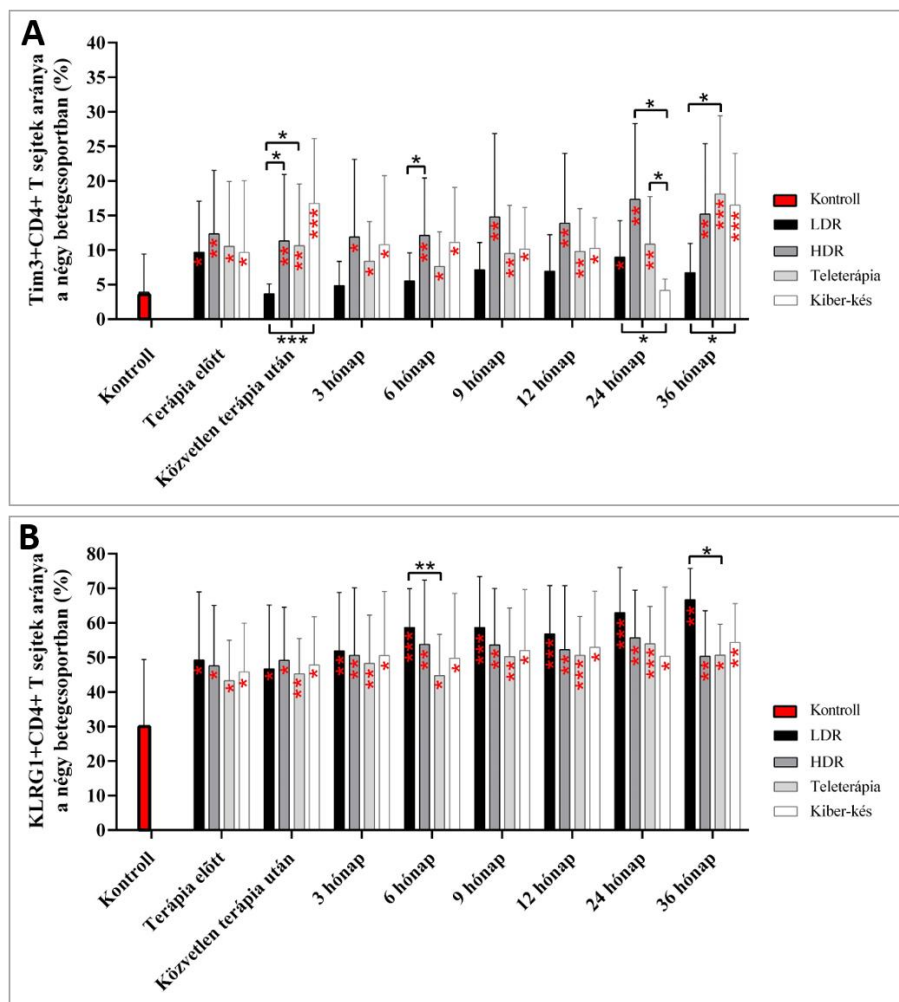 A
Tim3+CD4+ T sejtek aránya
a négy betegcsoportban (%)
40
35
30
25
20
15
10
5
0
* * * * *
* ** * *
* * *
** ** ***
***
* * *
*
** * *
** ** *
** ** *
* *
* ** **
*
*
** *** ***
*
Kontroll
Terápia előtt
Közvetlen terápia után
3 hónap
6 hónap
9 hónap
12 hónap
24 hónap
36 hónap
Kontroll
LDR
HDR
Teleterápia
Kiber-kés
B
KLRG1+CD4+ T sejtek aránya
a négy betegcsoportban (%)
80
70
60
50
40
30
20
10
0
* * * *
* * ** *
** ** ** *
**
*** ** * *
*** ** ** *
*** ** *** *
*** ** *** *
*
** ** * **
Kontroll
Terápia előtt
Közvetlen terápia után
3 hónap
6 hónap
9 hónap
12 hónap
24 hónap
36 hónap
Kontroll
LDR
HDR
Teleterápia
Kiber-kés